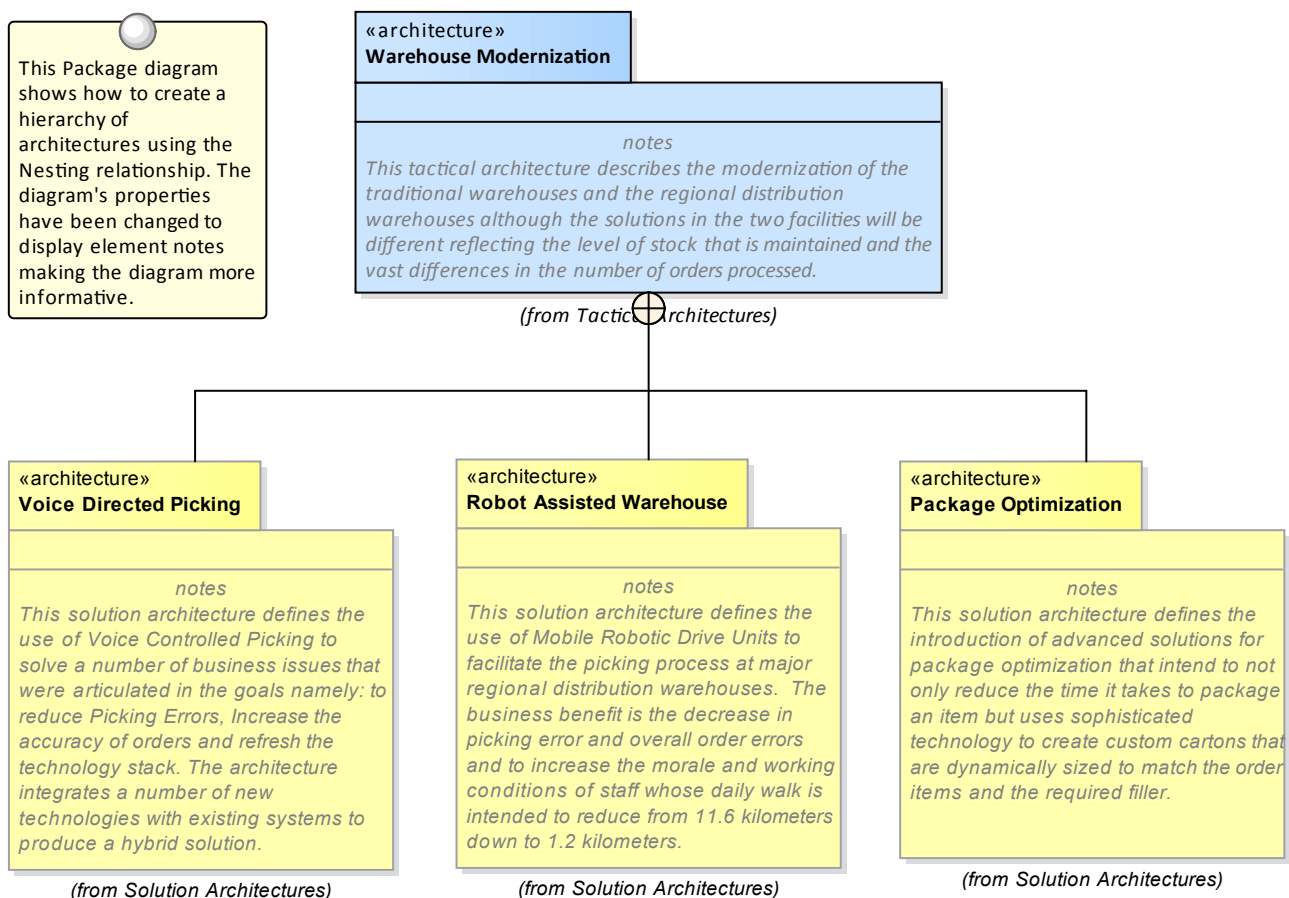 This Package diagram
shows how to create a
hierarchy of
architectures using the
Nesting relationship. The
diagram's properties
have been changed to
display element notes
making the diagram more
informative.
«architecture»
Warehouse Modernization
notes
This tactical architecture describes the modernization of the
traditional warehouses and the regional distribution
warehouses although the solutions in the two facilities will be
different reflecting the level of stock that is maintained and the
vast differences in the number of orders processed.
(from Tactical Architectures)
«architecture»
Voice Directed Picking
notes
This solution architecture defines the
use of Voice Controlled Picking to
solve a number of business issues that
were articulated in the goals namely: to
reduce Picking Errors, Increase the
accuracy of orders and refresh the
technology stack. The architecture
integrates a number of new
technologies with existing systems to
produce a hybrid solution.
(from Solution Architectures)
«architecture»
Robot Assisted Warehouse
notes
This solution architecture defines the
use of Mobile Robotic Drive Units to
facilitate the picking process at major
regional distribution warehouses.  The
business benefit is the decrease in
picking error and overall order errors
and to increase the morale and working
conditions of staff whose daily walk is
intended to reduce from 11.6 kilometers
down to 1.2 kilometers.
(from Solution Architectures)
«architecture»
Package Optimization
notes
This solution architecture defines the
introduction of advanced solutions for
package optimization that intend to not
only reduce the time it takes to package
an item but uses sophisticated
technology to create custom cartons that
are dynamically sized to match the order
items and the required filler.
(from Solution Architectures)